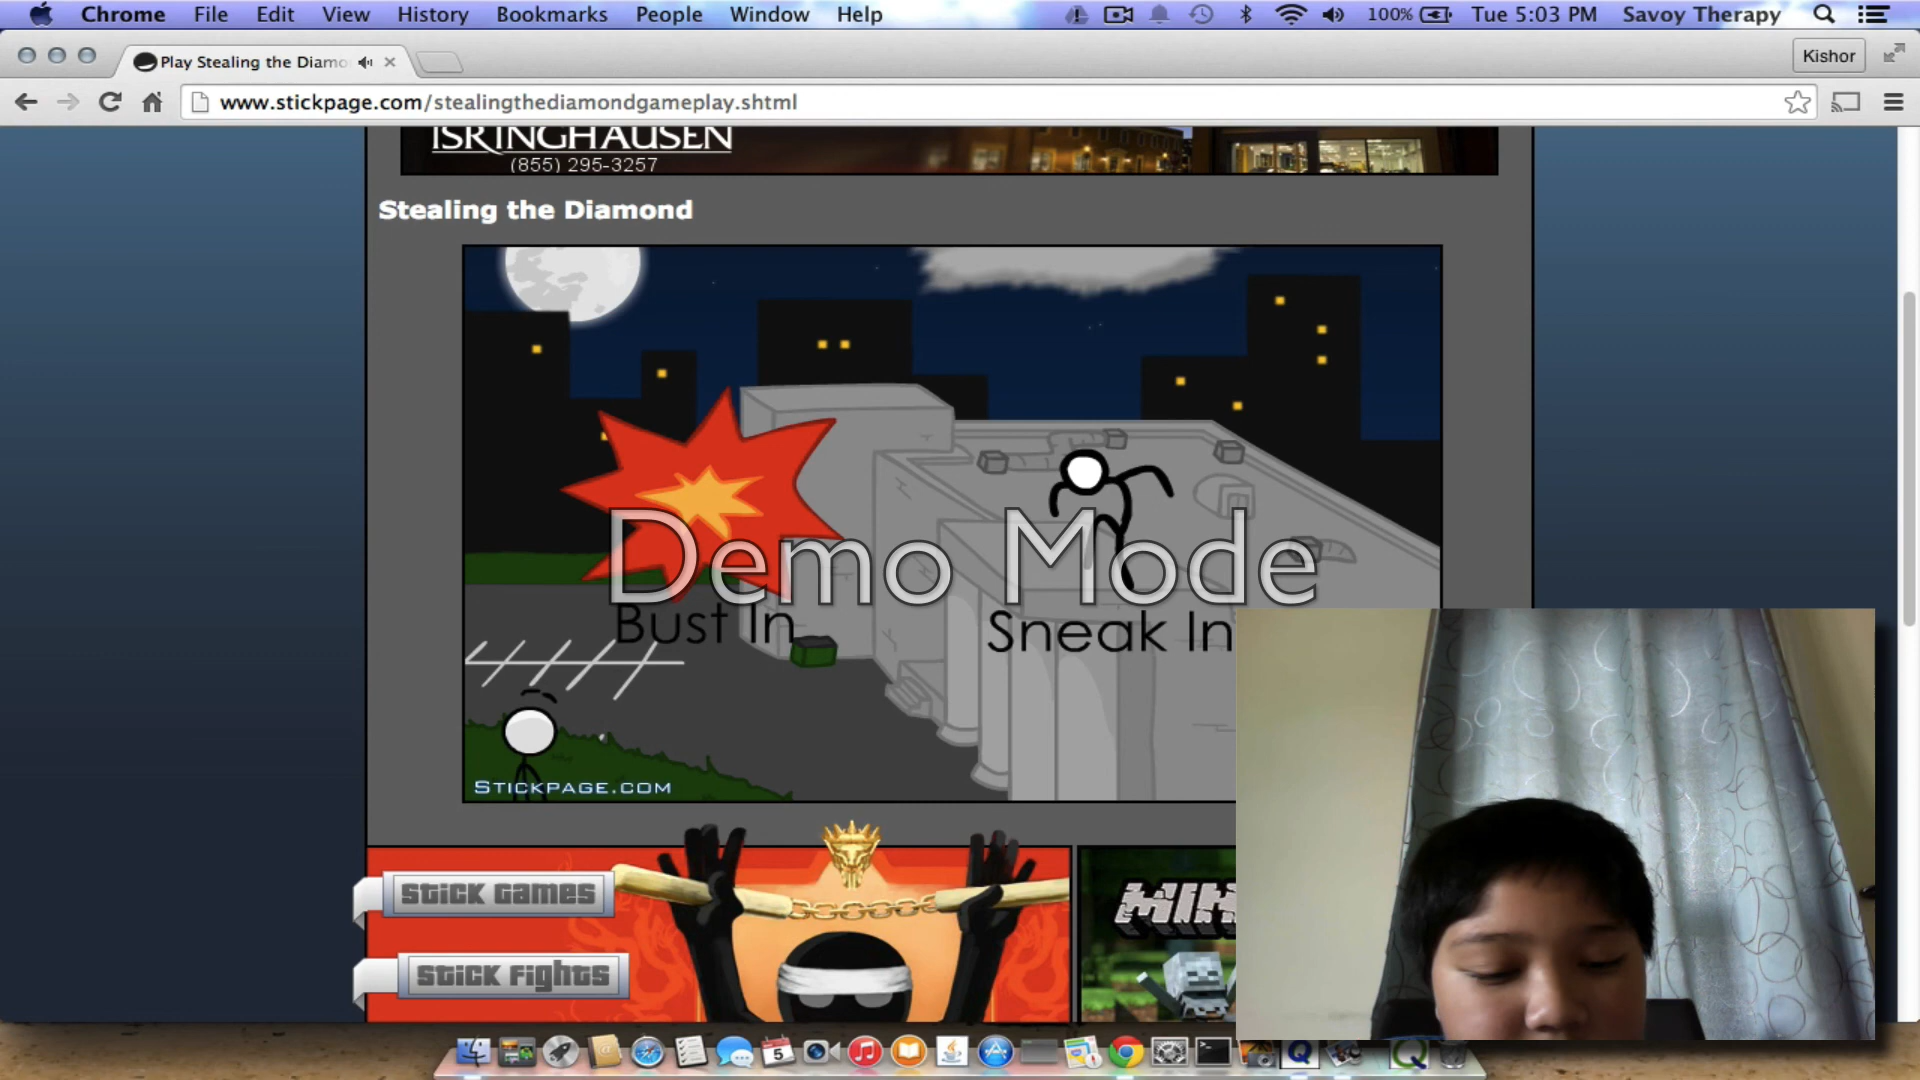 Chrome File Edit View History Bookmarks People Window Help 100% Tue 5:03 PM Savoy Therapy
Play Stealing the Diamo
Kishor
www.stickpage.com/stealingthediamondgameplay.shtml
ISRINGHAUSEN
(855) 295-3257
Stealing the Diamond
Demo Mode
Bust In
Sneak In
STICKPAGE.COM
STICK GAMES
STICK FIGHTS
5